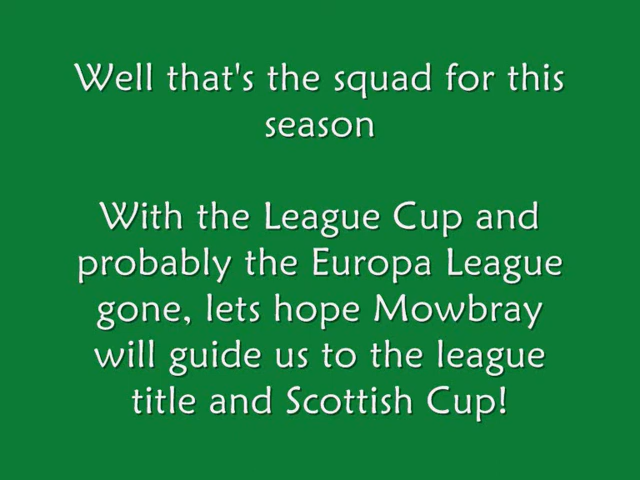 Well that's the squad for this
season
With the League Cup and
probably the Europa League
gone, lets hope Mowbray
will guide us to the league
title and Scottish Cup!